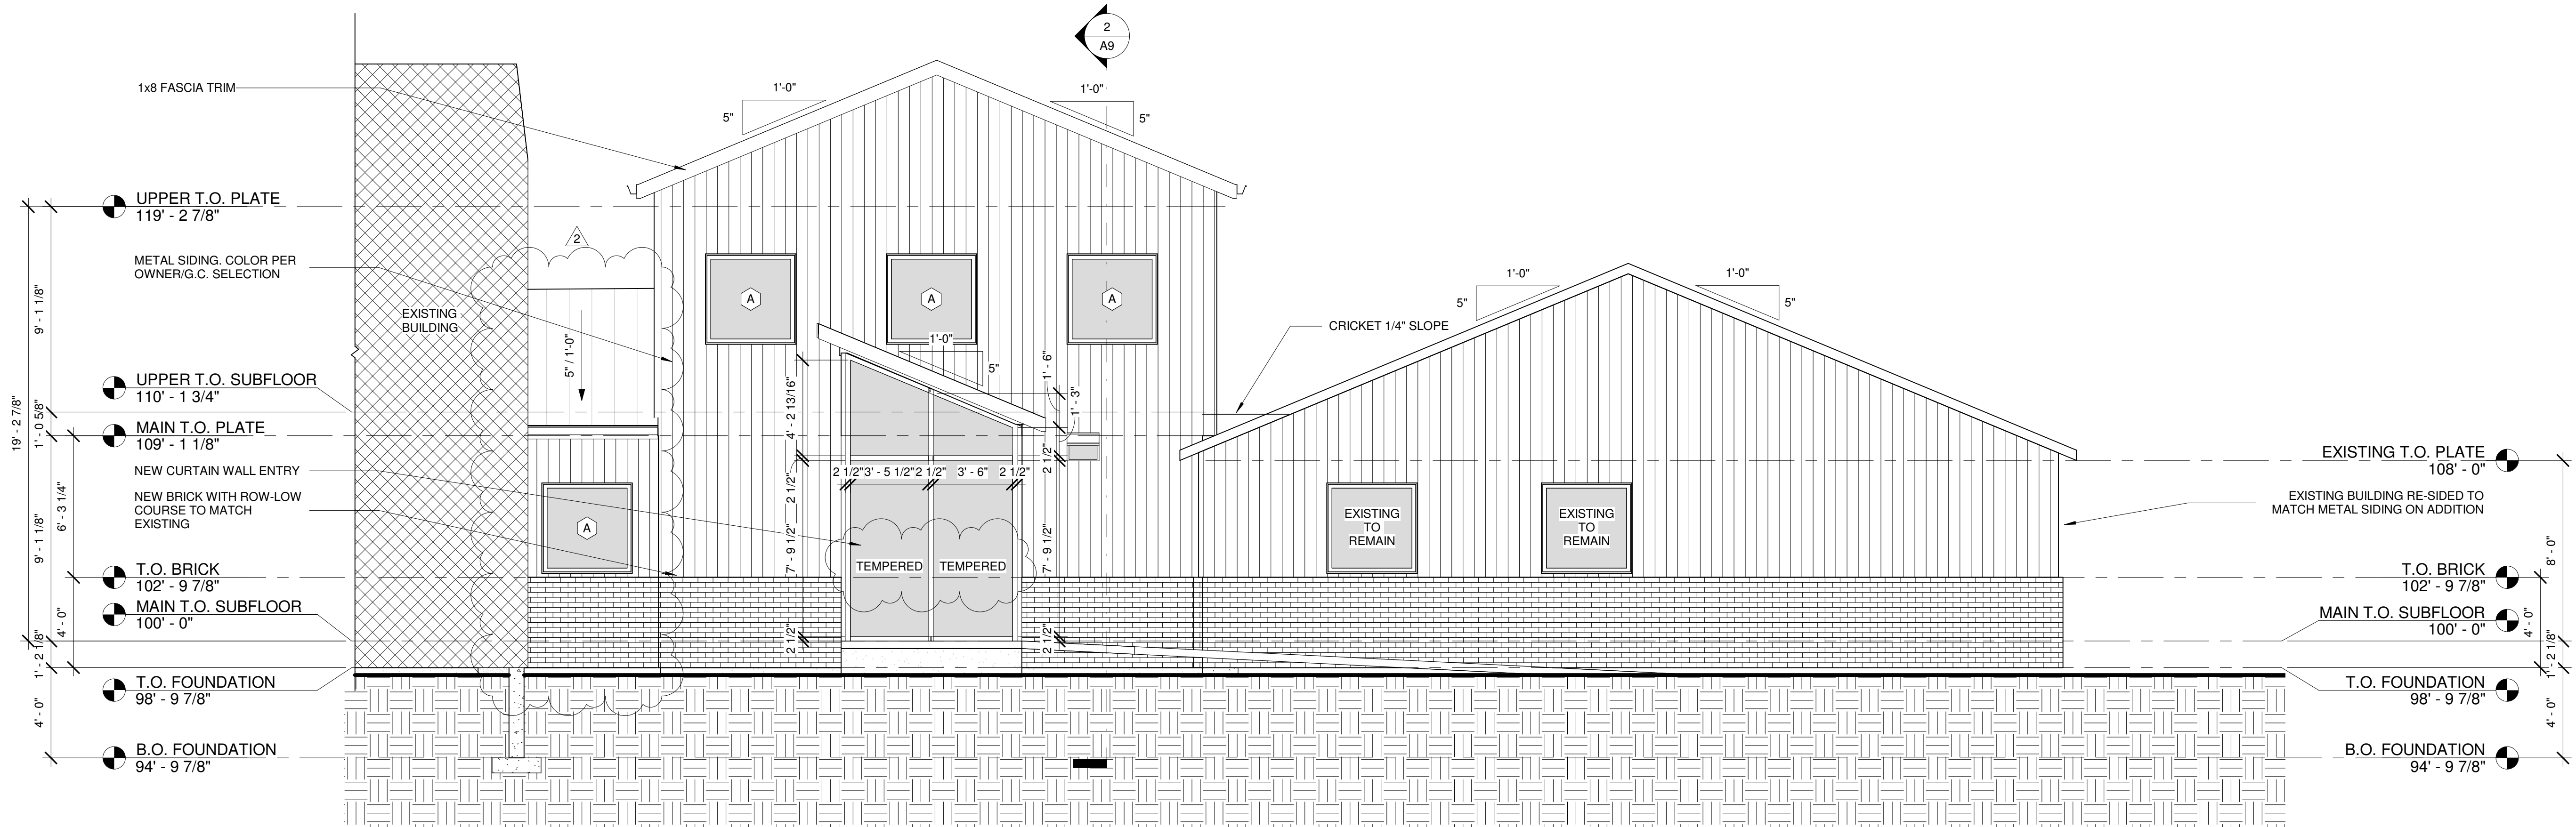 2
A9
1x8 FASCIA TRIM
1'-0"
5"
1'-0"
5"
UPPER T.O. PLATE
119' - 2 7/8"
2
METAL SIDING. COLOR PER
OWNER/G.C. SELECTION
EXISTING
BUILDING
5" / 1'-0"
A
A
A
1'-0"
5"
1'-0"
5"
1'-0"
5"
CRICKET 1/4" SLOPE
UPPER T.O. SUBFLOOR
110' - 1 3/4"
MAIN T.O. PLATE
109' - 1 1/8"
NEW CURTAIN WALL ENTRY
NEW BRICK WITH ROW-LOW
COURSE TO MATCH
EXISTING
A
T.O. BRICK
102' - 9 7/8"
MAIN T.O. SUBFLOOR
100' - 0"
T.O. FOUNDATION
98' - 9 7/8"
B.O. FOUNDATION
94' - 9 7/8"
19' - 2 7/8"
9' - 1 1/8"
1' - 0 5/8"
9' - 1 1/8"
6' - 3 1/4"
4' - 0"
1' - 2 1/8"
4' - 0"
4' - 2 13/16"
2 1/2"
7' - 9 1/2"
2 1/2"
2 1/2" 3' - 5 1/2" 2 1/2" 3' - 6" 2 1/2"
1' - 6"
1' - 3"
2 1/2"
7' - 9 1/2"
2 1/2"
TEMPERED
TEMPERED
EXISTING
TO
REMAIN
EXISTING
TO
REMAIN
EXISTING T.O. PLATE
108' - 0"
EXISTING BUILDING RE-SIDED TO
MATCH METAL SIDING ON ADDITION
T.O. BRICK
102' - 9 7/8"
MAIN T.O. SUBFLOOR
100' - 0"
T.O. FOUNDATION
98' - 9 7/8"
B.O. FOUNDATION
94' - 9 7/8"
8' - 0"
4' - 0"
1' - 2 1/8"
4' - 0"